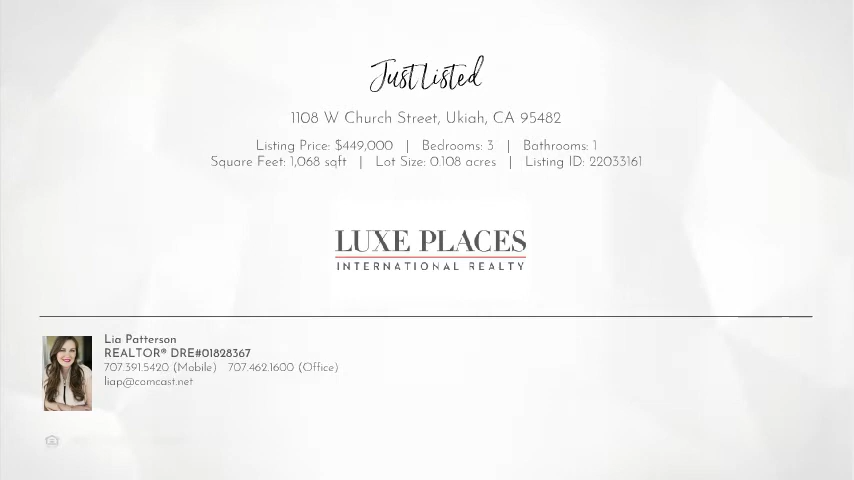 Just Listed
1108 W Church Street, Ukiah, CA 95482
Listing Price: $449,000 | Bedrooms: 3 | Bathrooms: 1
Square Feet: 1,068 sqft | Lot Size: 0.108 acres | Listing ID: 22033161
LUXE PLACES
INTERNATIONAL REALTY
Lia Patterson
REALTOR® DRE#01828367
707.391.5420 (Mobile) 707.462.1600 (Office)
liap@comcast.net